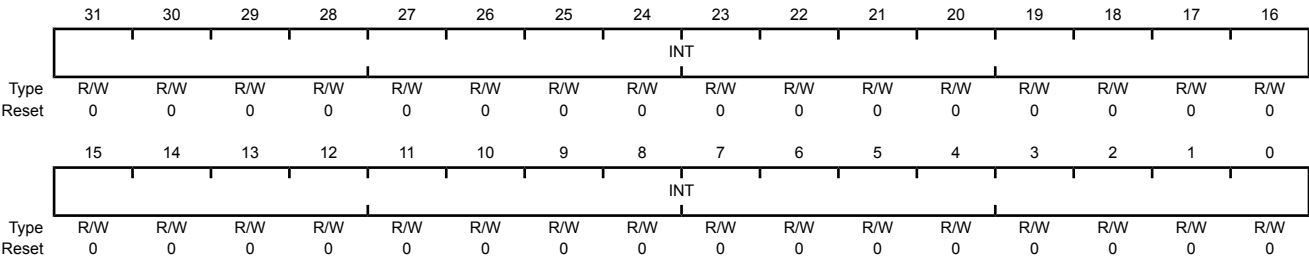 31 30 29 28 27 26 25 24 23 22 21 20 19 18 17 16
INT
Type R/W R/W R/W R/W R/W R/W R/W R/W R/W R/W R/W R/W R/W R/W R/W R/W
Reset 0 0 0 0 0 0 0 0 0 0 0 0 0 0 0 0
15 14 13 12 11 10 9 8 7 6 5 4 3 2 1 0
INT
Type R/W R/W R/W R/W R/W R/W R/W R/W R/W R/W R/W R/W R/W R/W R/W R/W
Reset 0 0 0 0 0 0 0 0 0 0 0 0 0 0 0 0